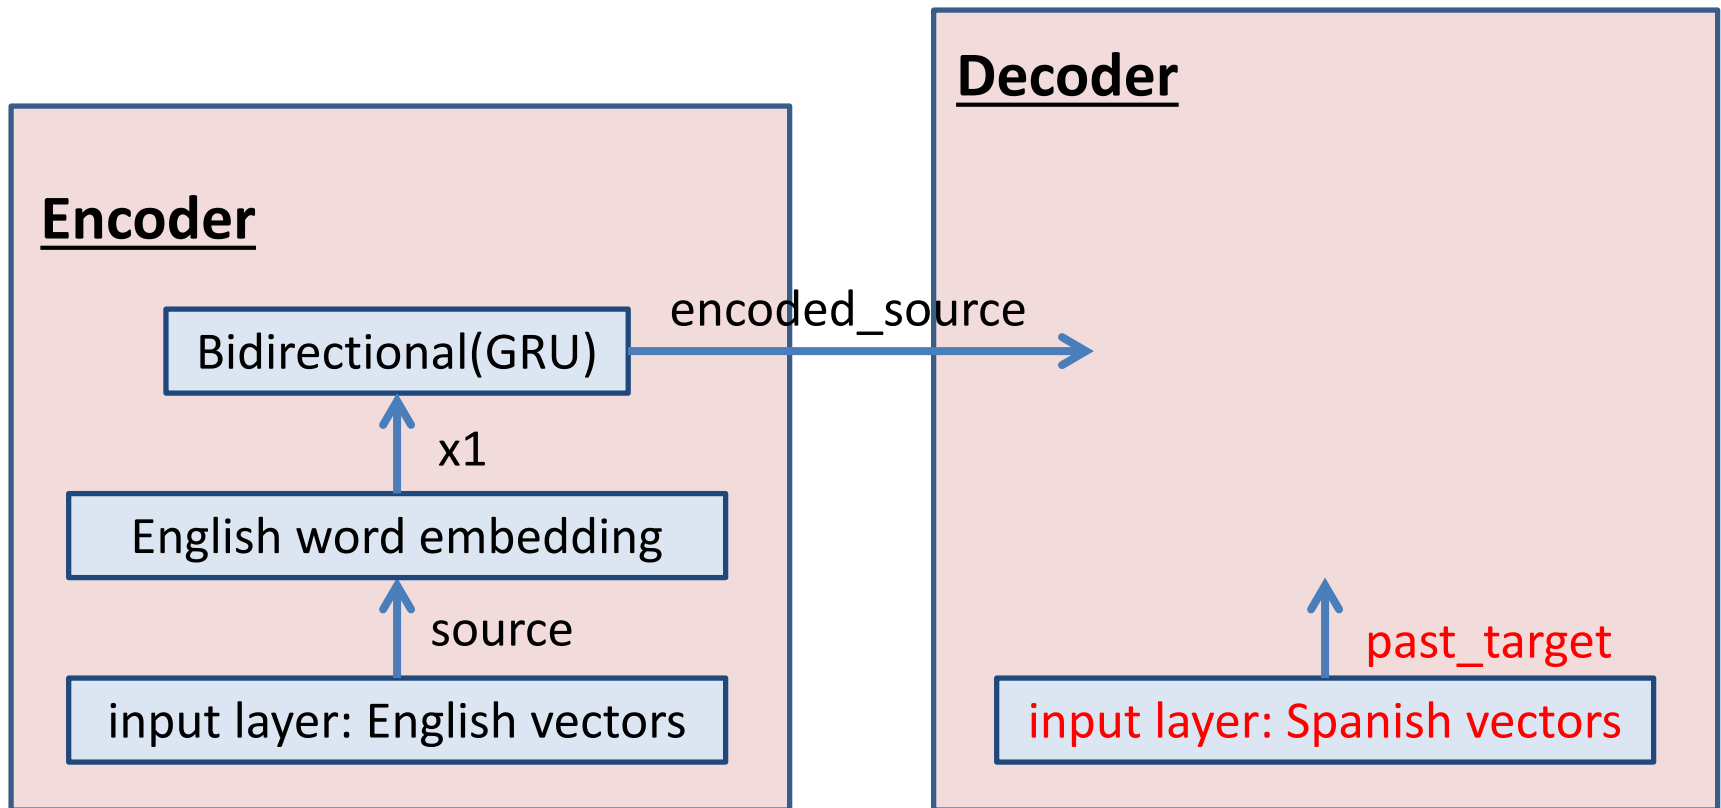 Decoder
Encoder
encoded_source
Bidirectional(GRU)
x1
English word embedding
source
past_target
input layer: English vectors
input layer: Spanish vectors